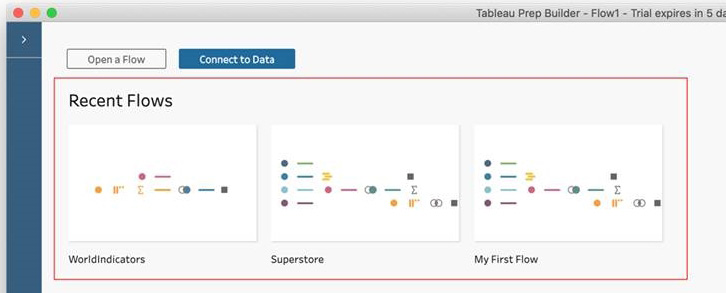 Tableau Prep Builder - Flow1 - Trial expires in 5 da
Open a Flow
Connect to Data
Recent Flows
WorldIndicators
Superstore
My First Flow